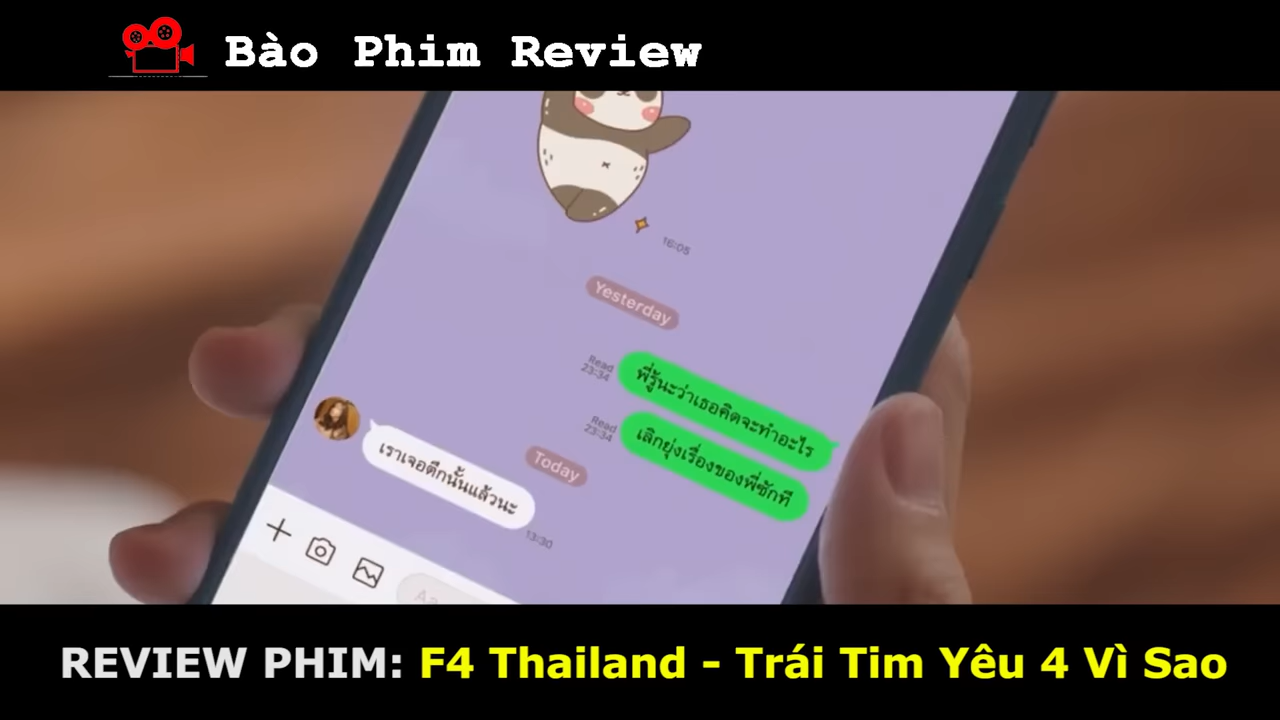 Bào Phim Review
16:05
Yesterday
Read
23:34
พี่รู้นะว่าเธอคิดจะทำอะไร
Read
23:34
เลิกยุ่งเรื่องของพี่ซักที
Today
เราเจอตึกนั้นแล้วนะ
13:30
Aa
REVIEW PHIM: F4 Thailand - Trái Tim Yêu 4 Vì Sao